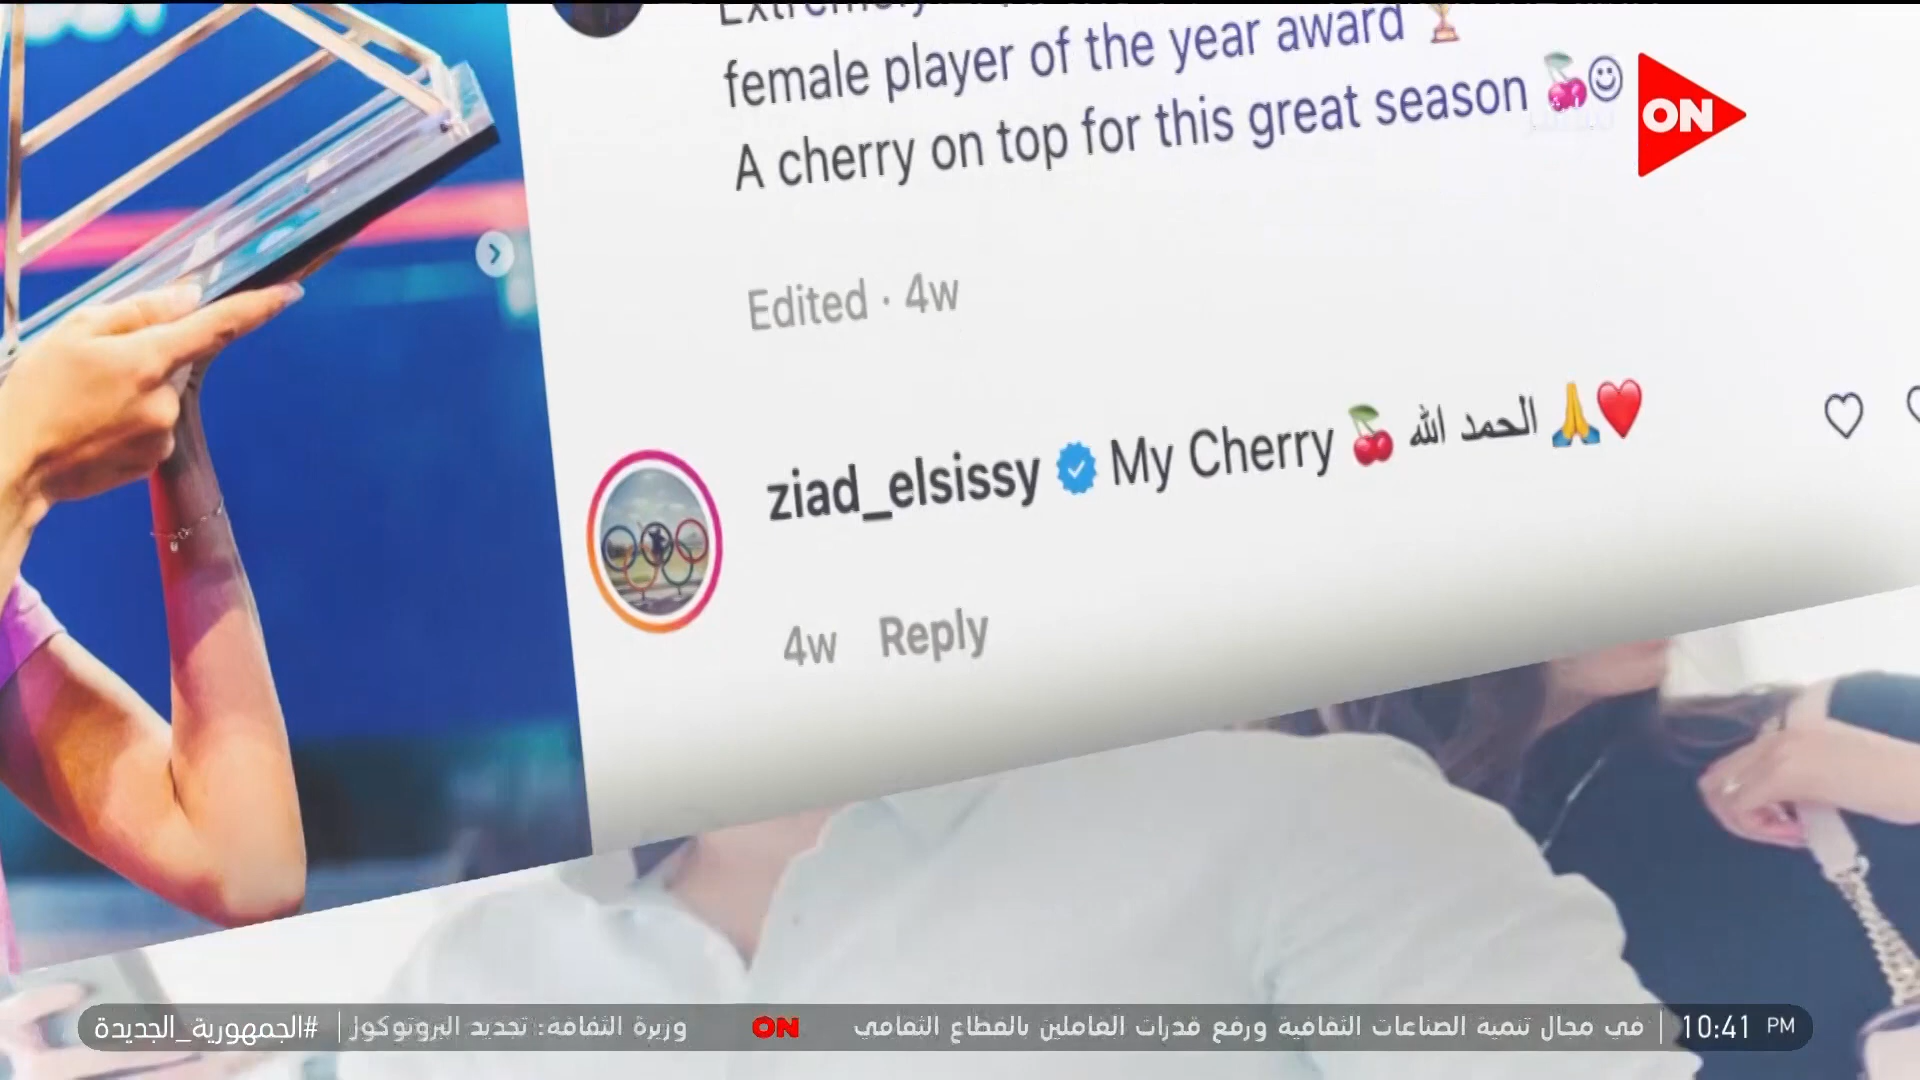 female player of the year award 🏆
A cherry on top for this great season 🍒☺
ON
Edited · 4w
ziad_elsissy My Cherry 🍒 الحمد الله 🙏❤️
4w Reply
#الجمهورية_الجديدة
وزيرة الثقافة: تجديد البروتوكول
ON
في مجال تنمية الصناعات الثقافية ورفع قدرات العاملين بالقطاع الثقافي
10:41 PM